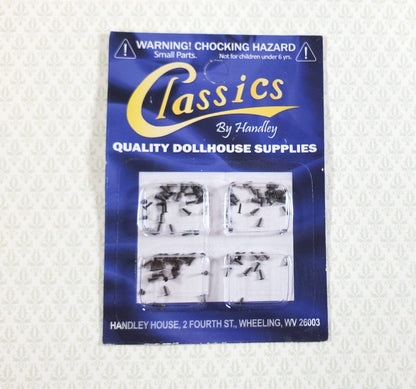 WARNING! CHOCKING HAZARD
Small Parts. Not for children under 6 yrs.
Classics
By Handley
QUALITY DOLLHOUSE SUPPLIES
HANDLEY HOUSE, 2 FOURTH ST., WHEELING, WV 26003